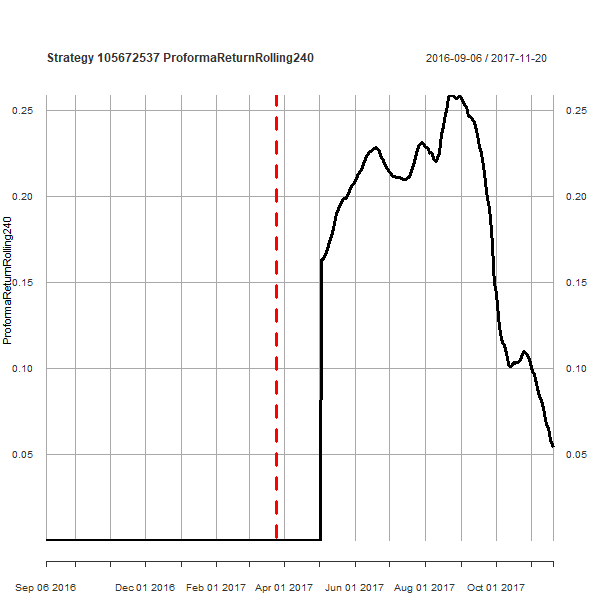 Strategy 105672537 ProformaReturnRolling240
2016-09-06 / 2017-11-20
ProformaReturnRolling240
0.25
0.20
0.15
0.10
0.05
0.25
0.20
0.15
0.10
0.05
Sep 06 2016
Dec 01 2016
Feb 01 2017
Apr 01 2017
Jun 01 2017
Aug 01 2017
Oct 01 2017